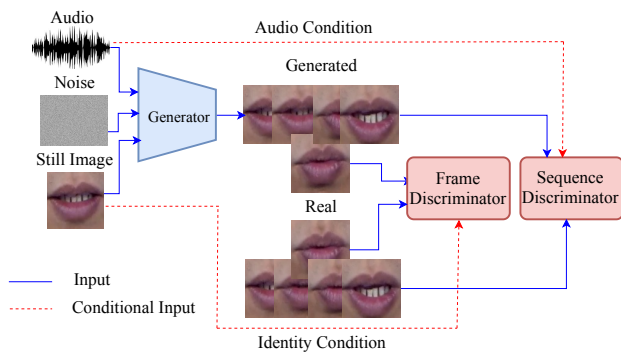 Audio
Audio Condition
Noise
Generated
Generator
Still Image
Frame
Discriminator
Sequence
Discriminator
Real
Input
Conditional Input
Identity Condition